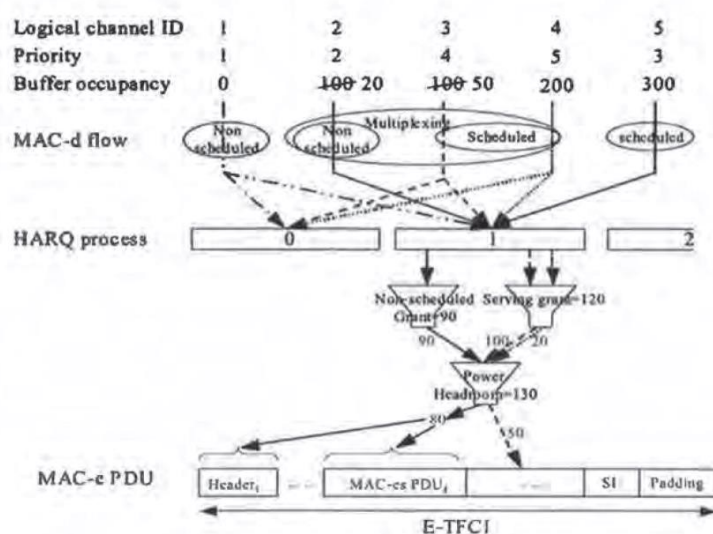 Logical channel ID 1 2 3 4 5
Priority 1 2 4 5 3
Buffer occupancy 0 100 20 100 50 200 300
Multiplexing
MAC-d flow Non scheduled Non scheduled Scheduled scheduled
HARQ process 0 1 2
Non-scheduled Grant=90 Serving grant=120
90 100 20
Power Headroom=130
80 50
MAC-e PDU Header₁ MAC-es PDU₁ SI Padding
E-TFCI